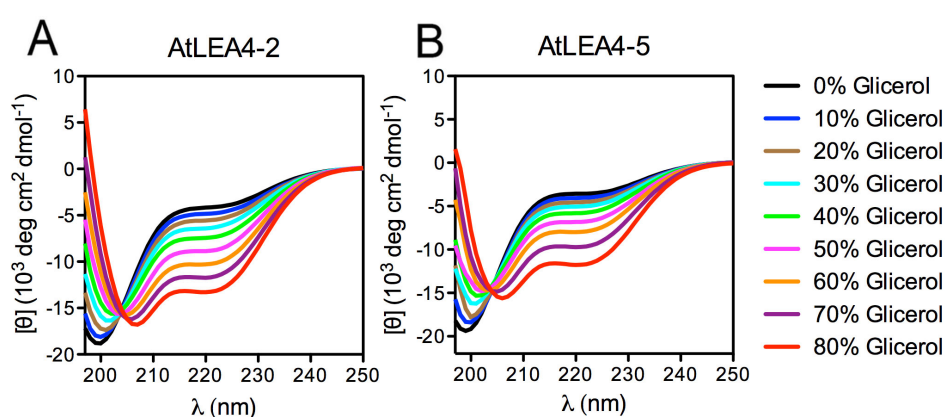 A
AtLEA4-2
[θ] (10³ deg cm² dmol⁻¹)
10
5
0
-5
-10
-15
-20
200 210 220 230 240 250
λ (nm)
B
AtLEA4-5
[θ] (10³ deg cm² dmol⁻¹)
10
5
0
-5
-10
-15
-20
200 210 220 230 240 250
λ (nm)
0% Glicerol
10% Glicerol
20% Glicerol
30% Glicerol
40% Glicerol
50% Glicerol
60% Glicerol
70% Glicerol
80% Glicerol